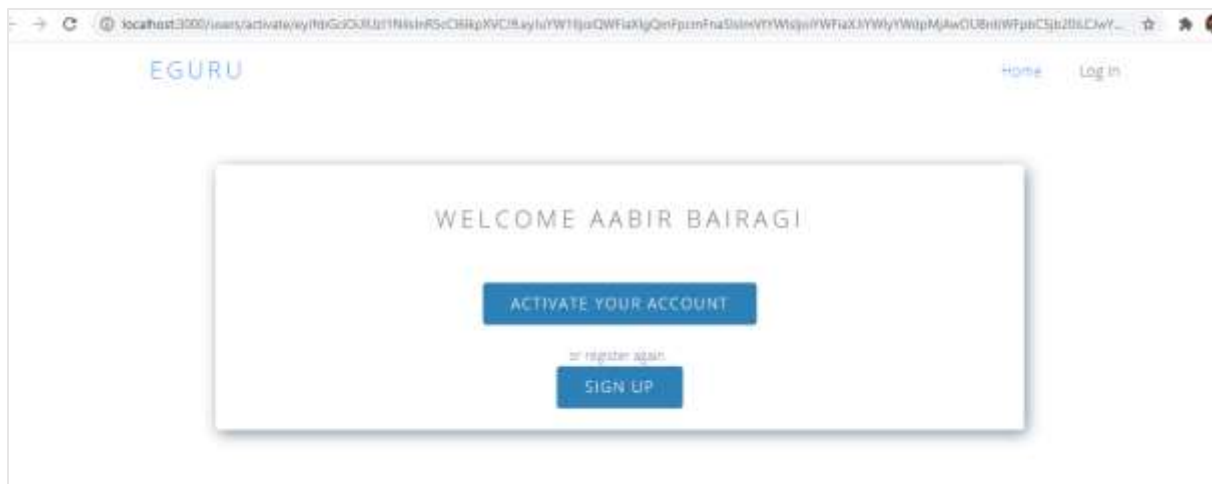 localhost:3000/users/activate/
EGURU
Home Log In
WELCOME AABIR BAIRAGI
ACTIVATE YOUR ACCOUNT
or register again
SIGN UP